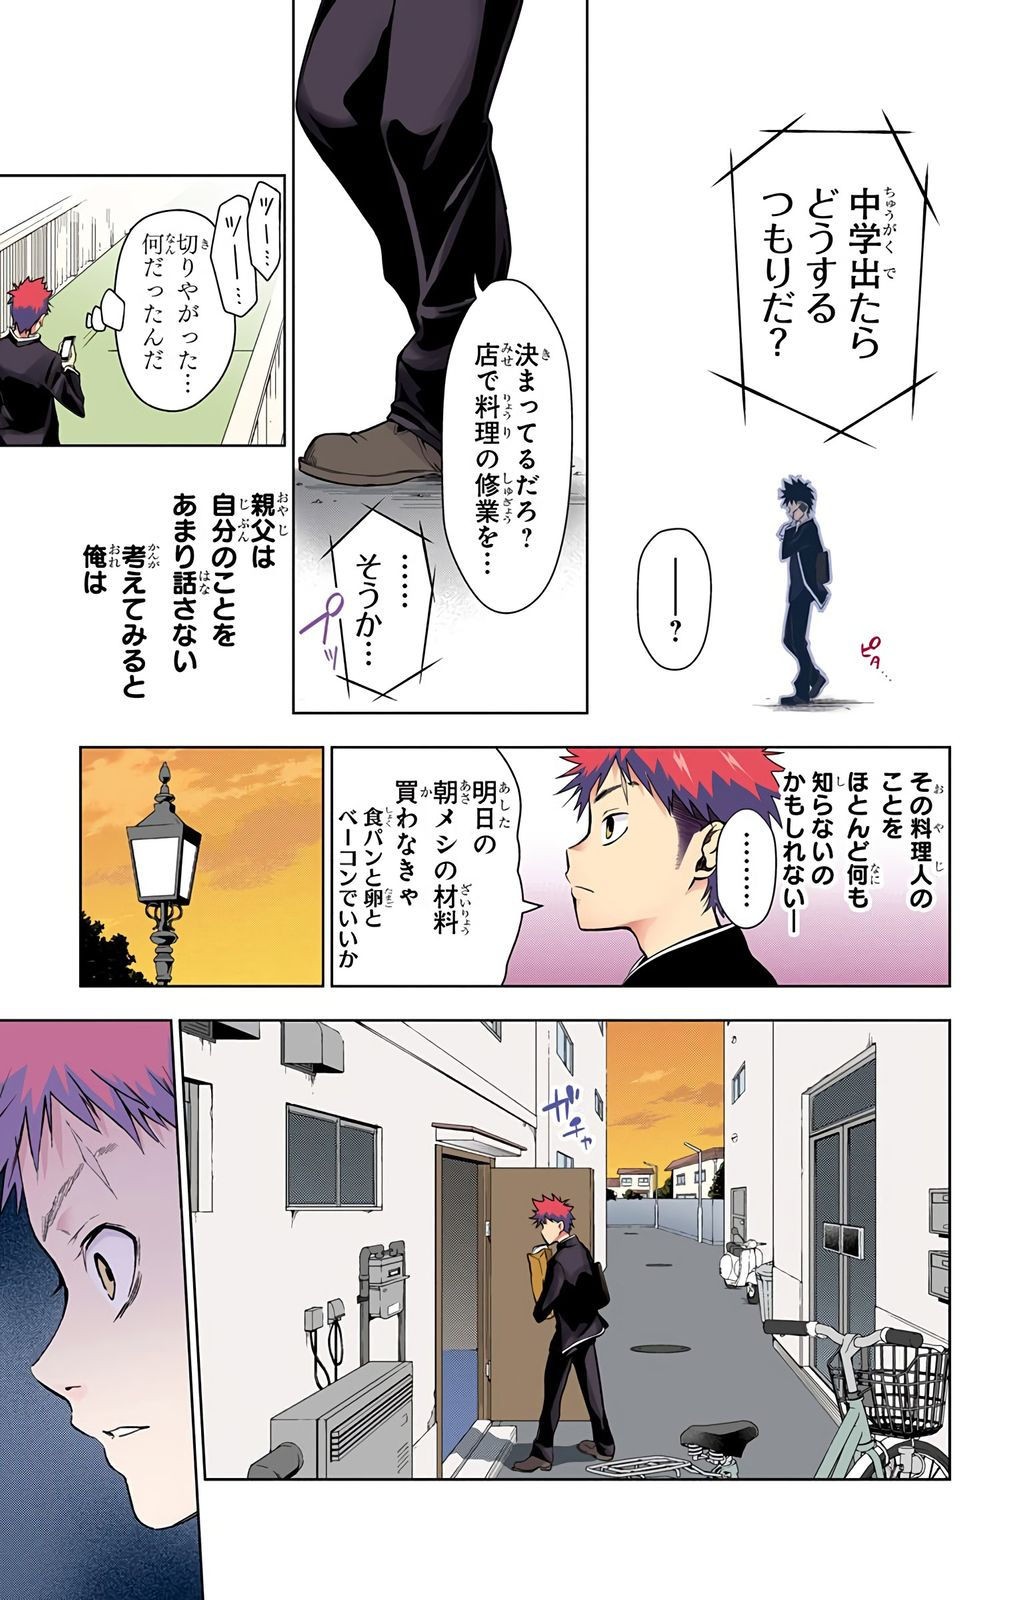 中学出たら
どうする
つもりだ？
ピタ…
――？
決まってるだろ？
店で料理の修業を…
……
そうか…
プッ
ツー
ツー
切りやがった…
何だったんだ
親父は
自分のことを
あまり話さない
考えてみると
俺は
その料理人の
ことを
ほとんど何も
知らないの
かもしれない―
………
明日の
朝メシの材料
買わなきゃ
食パンと卵と
ベーコンでいいか
ガチャ